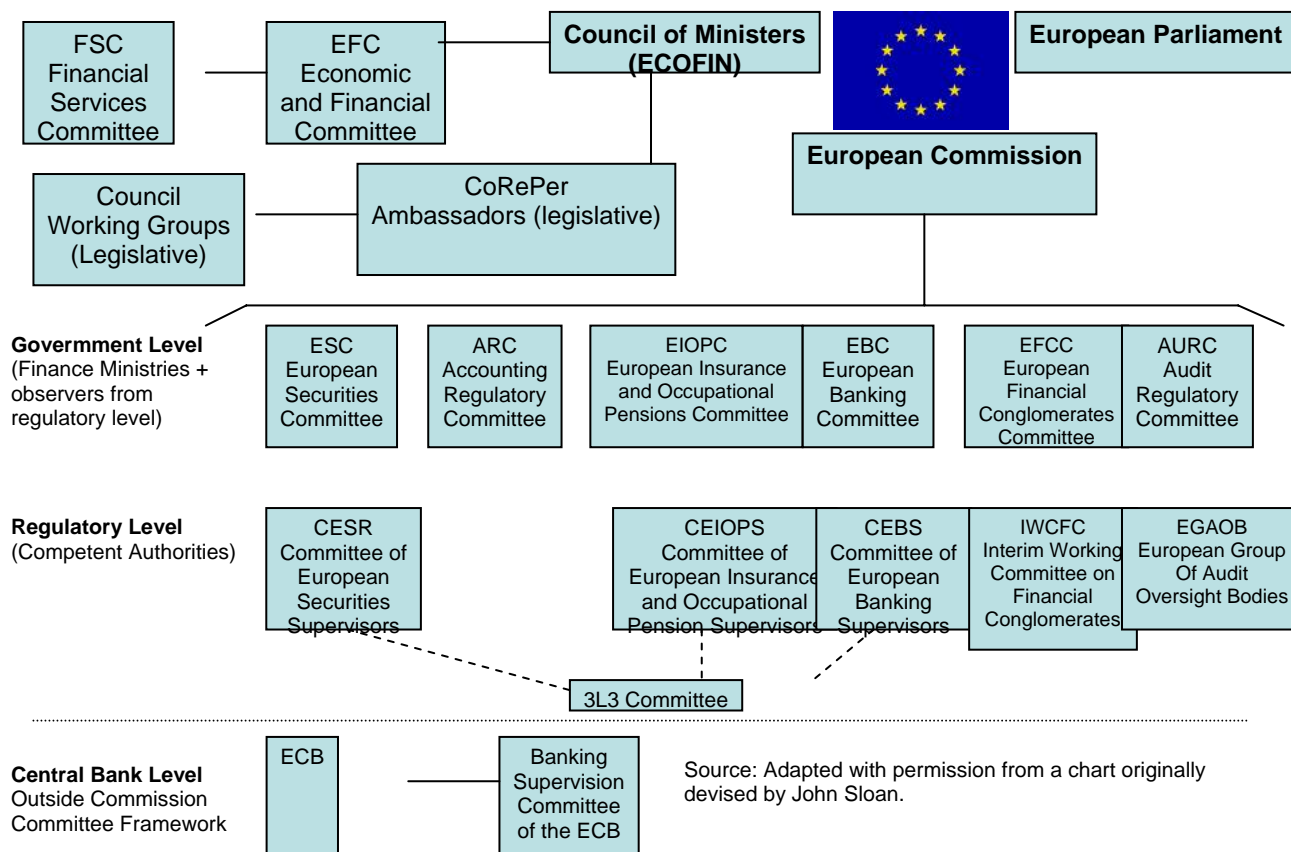 FSC
Financial
Services
Committee
EFC
Economic
and Financial
Committee
Council of Ministers
(ECOFIN)
European Parliament
European Commission
Council
Working Groups
(Legislative)
CoRePer
Ambassadors (legislative)
Govermment Level
(Finance Ministries +
observers from
regulatory level)
ESC
European
Securities
Committee
ARC
Accounting
Regulatory
Committee
EIOPC
European Insurance
and Occupational
Pensions Committee
EBC
European
Banking
Committee
EFCC
European
Financial
Conglomerates
Committee
AURC
Audit
Regulatory
Committee
Regulatory Level
(Competent Authorities)
CESR
Committee of
European
Securities
Supervisors
CEIOPS
Committee of
European Insurance
and Occupational
Pension Supervisors
CEBS
Committee of
European
Banking
Supervisors
IWCFC
Interim Working
Committee on
Financial
Conglomerates
EGAOB
European Group
Of Audit
Oversight Bodies
3L3 Committee
Central Bank Level
Outside Commission
Committee Framework
ECB
Banking
Supervision
Committee
of the ECB
Source: Adapted with permission from a chart originally
devised by John Sloan.